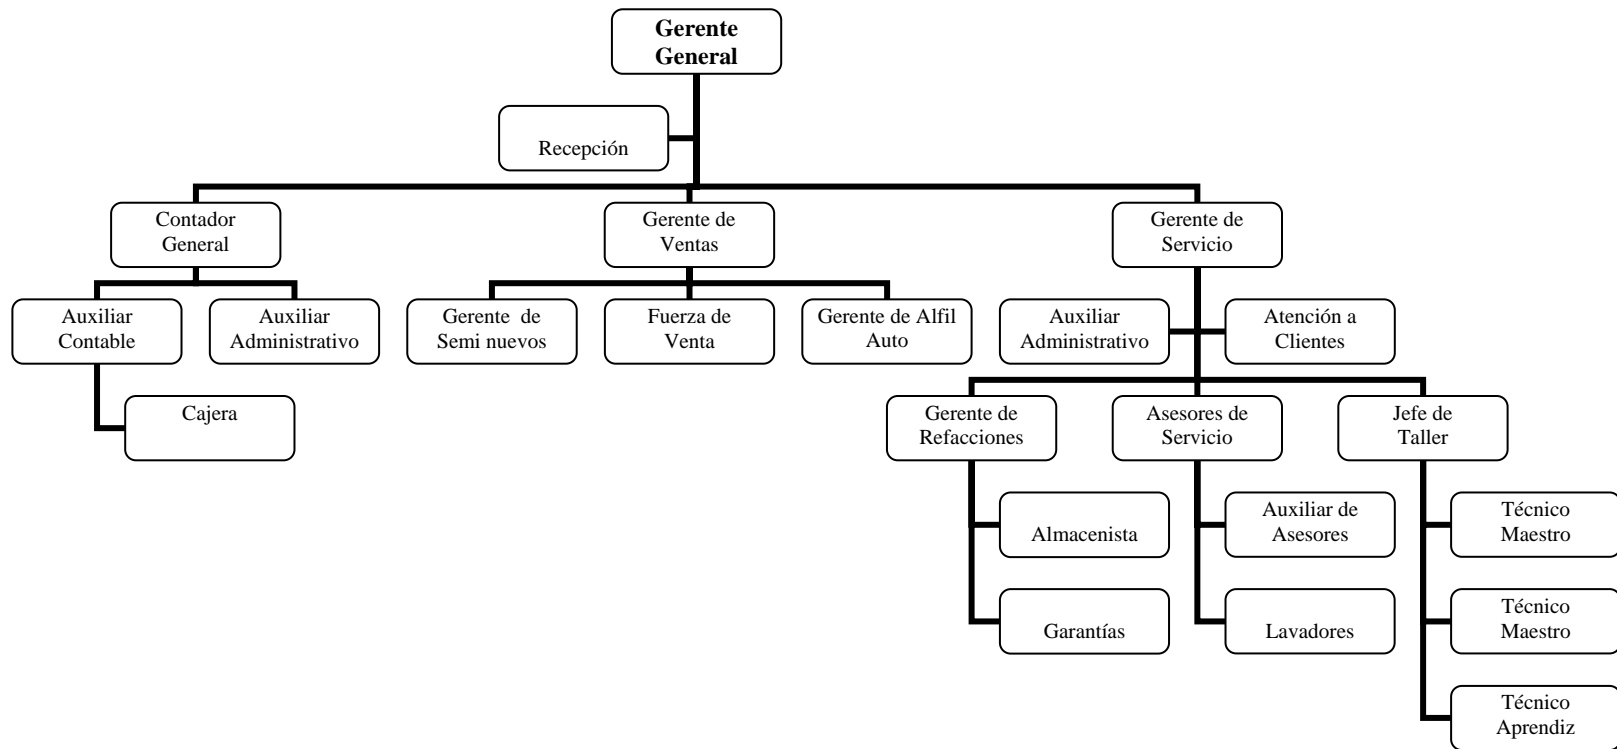 Gerente
General
Recepción
Contador
General
Gerente de
Ventas
Gerente de
Servicio
Auxiliar
Contable
Auxiliar
Administrativo
Gerente de
Semi nuevos
Fuerza de
Venta
Gerente de Alfil
Auto
Auxiliar
Administrativo
Atención a
Clientes
Cajera
Gerente de
Refacciones
Asesores de
Servicio
Jefe de
Taller
Almacenista
Auxiliar de
Asesores
Técnico
Maestro
Garantías
Lavadores
Técnico
Maestro
Técnico
Aprendiz